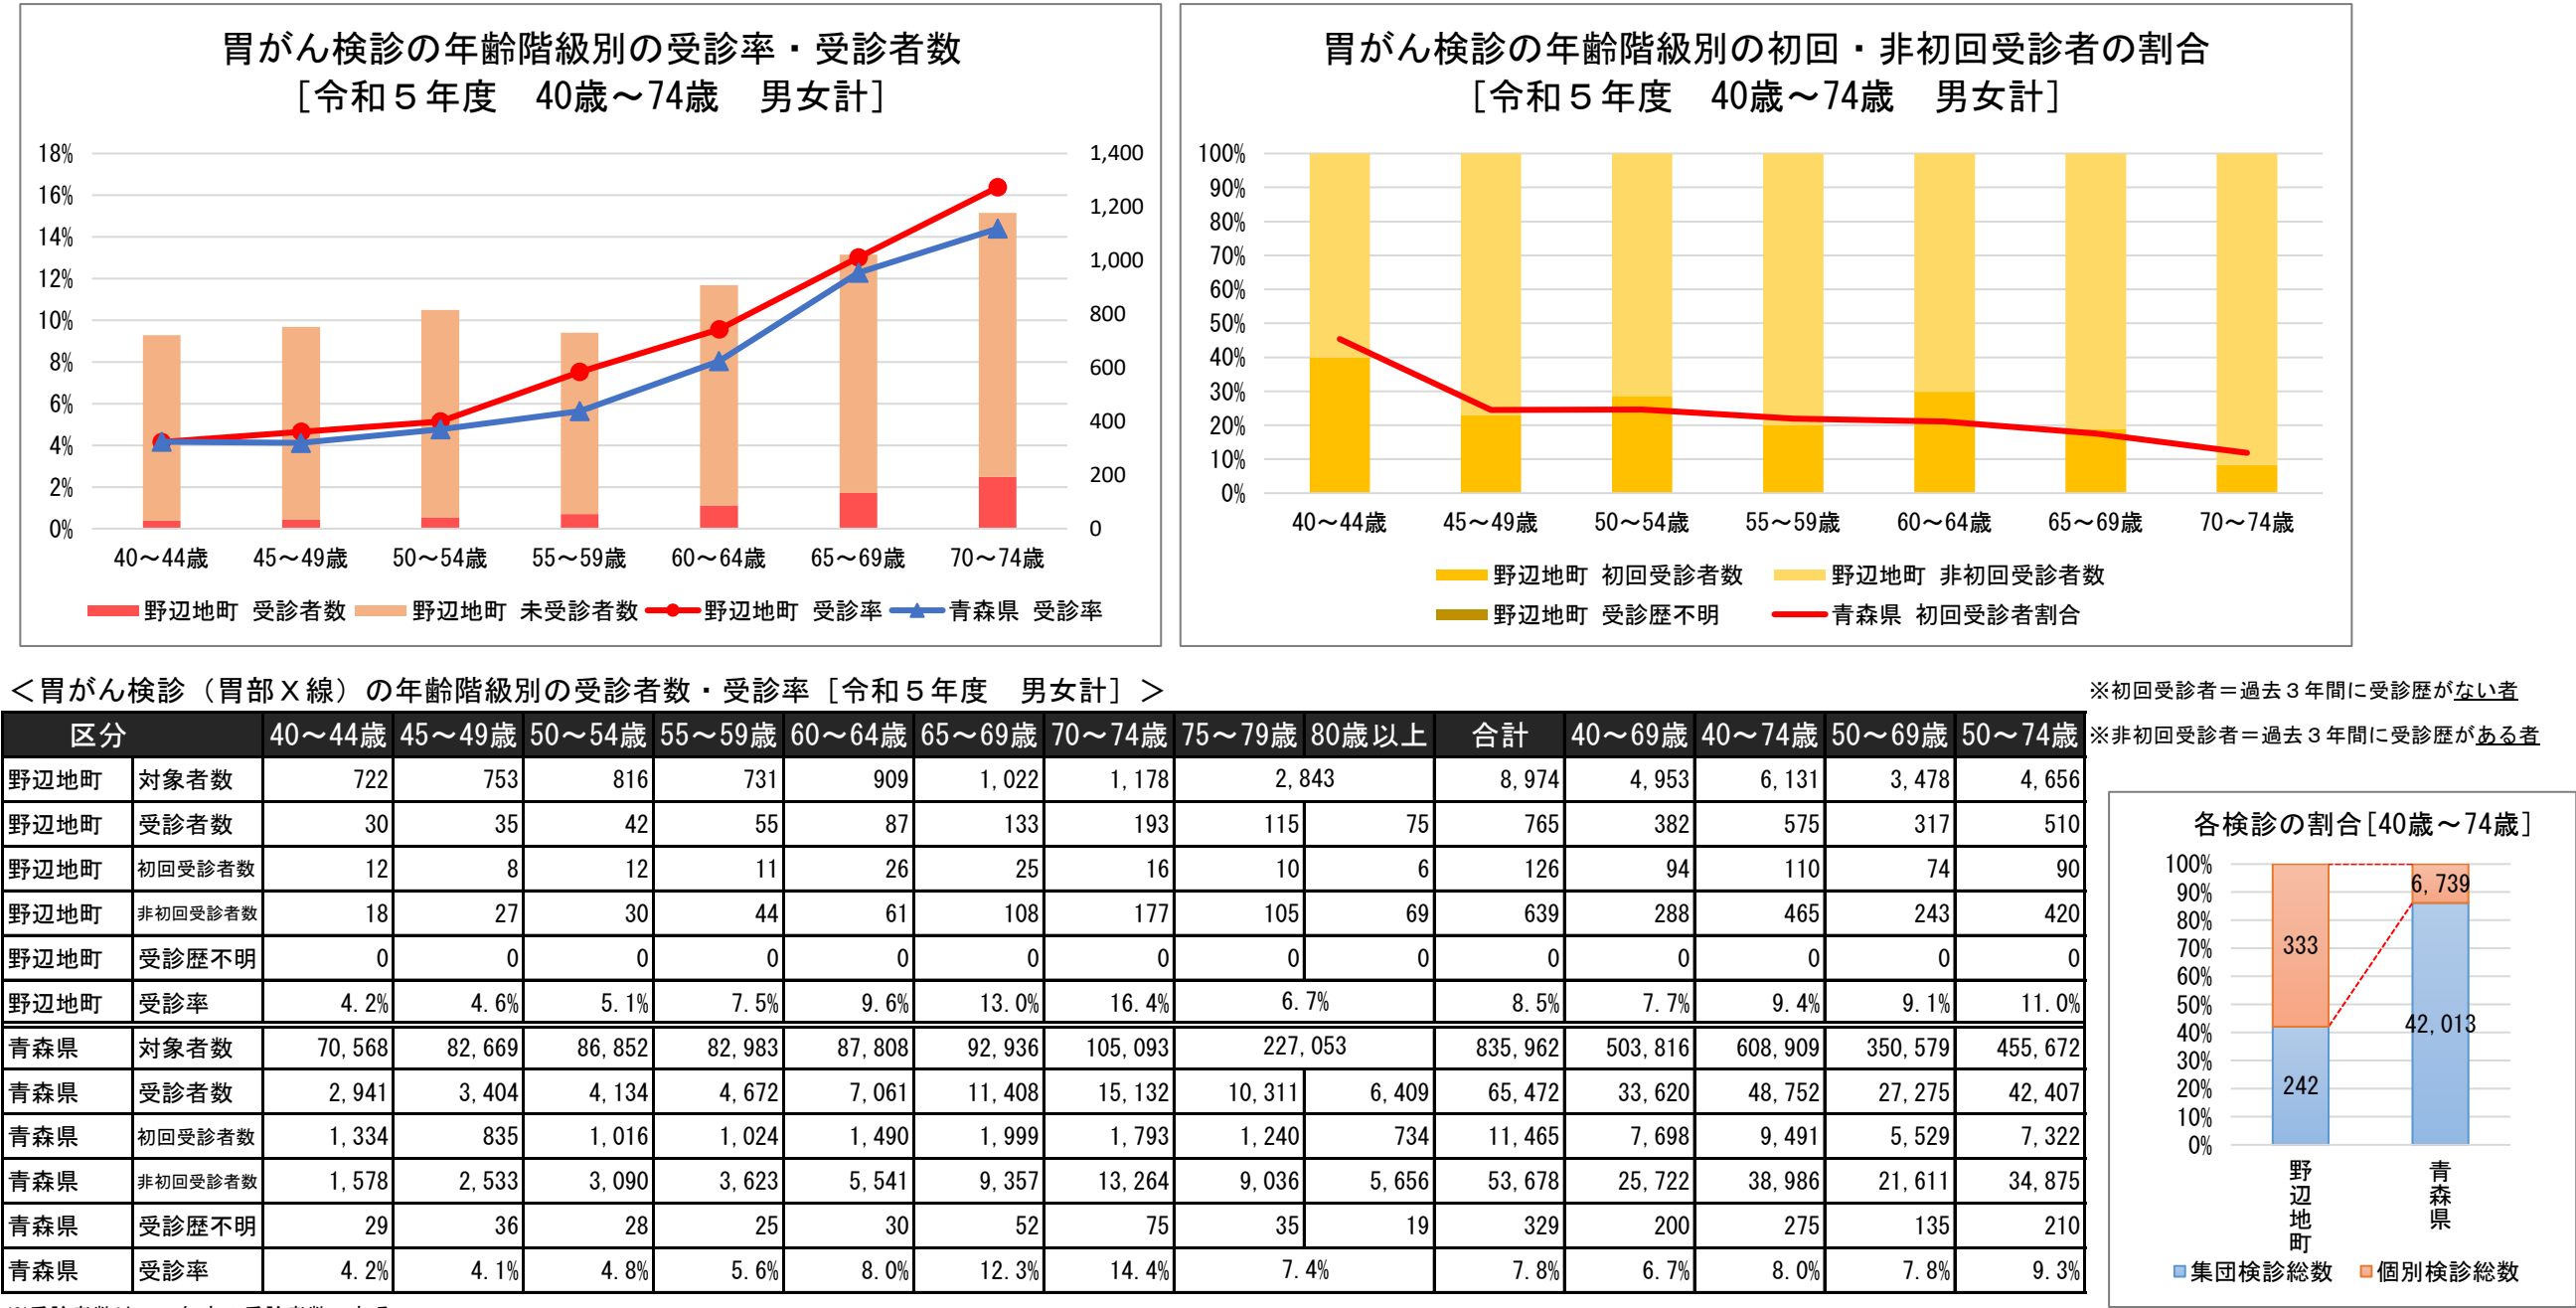 胃がん検診の年齢階級別の受診率・受診者数
［令和５年度　40歳～74歳　男女計］
18%
16%
14%
12%
10%
8%
6%
4%
2%
0%
1,400
1,200
1,000
800
600
400
200
0
40～44歳 45～49歳 50～54歳 55～59歳 60～64歳 65～69歳 70～74歳
野辺地町 受診者数 野辺地町 未受診者数 野辺地町 受診率 青森県 受診率
胃がん検診の年齢階級別の初回・非初回受診者の割合
［令和５年度　40歳～74歳　男女計］
100%
90%
80%
70%
60%
50%
40%
30%
20%
10%
0%
40～44歳 45～49歳 50～54歳 55～59歳 60～64歳 65～69歳 70～74歳
野辺地町 初回受診者数 野辺地町 非初回受診者数
野辺地町 受診歴不明 青森県 初回受診者割合
＜胃がん検診（胃部Ｘ線）の年齢階級別の受診者数・受診率［令和５年度　男女計］＞
区分 40～44歳 45～49歳 50～54歳 55～59歳 60～64歳 65～69歳 70～74歳 75～79歳 80歳以上 合計 40～69歳 40～74歳 50～69歳 50～74歳
野辺地町 対象者数 722 753 816 731 909 1,022 1,178 2,843 8,974 4,953 6,131 3,478 4,656
野辺地町 受診者数 30 35 42 55 87 133 193 115 75 765 382 575 317 510
野辺地町 初回受診者数 12 8 12 11 26 25 16 10 6 126 94 110 74 90
野辺地町 非初回受診者数 18 27 30 44 61 108 177 105 69 639 288 465 243 420
野辺地町 受診歴不明 0 0 0 0 0 0 0 0 0 0 0 0 0 0
野辺地町 受診率 4.2% 4.6% 5.1% 7.5% 9.6% 13.0% 16.4% 6.7% 8.5% 7.7% 9.4% 9.1% 11.0%
青森県 対象者数 70,568 82,669 86,852 82,983 87,808 92,936 105,093 227,053 835,962 503,816 608,909 350,579 455,672
青森県 受診者数 2,941 3,404 4,134 4,672 7,061 11,408 15,132 10,311 6,409 65,472 33,620 48,752 27,275 42,407
青森県 初回受診者数 1,334 835 1,016 1,024 1,490 1,999 1,793 1,240 734 11,465 7,698 9,491 5,529 7,322
青森県 非初回受診者数 1,578 2,533 3,090 3,623 5,541 9,357 13,264 9,036 5,656 53,678 25,722 38,986 21,611 34,875
青森県 受診歴不明 29 36 28 25 30 52 75 35 19 329 200 275 135 210
青森県 受診率 4.2% 4.1% 4.8% 5.6% 8.0% 12.3% 14.4% 7.4% 7.8% 6.7% 8.0% 7.8% 9.3%
※初回受診者＝過去３年間に受診歴がない者
※非初回受診者＝過去３年間に受診歴がある者
各検診の割合［40歳～74歳］
100%
90%
80%
70%
60%
50%
40%
30%
20%
10%
0%
333
242
6,739
42,013
野辺地町
青森県
集団検診総数 個別検診総数